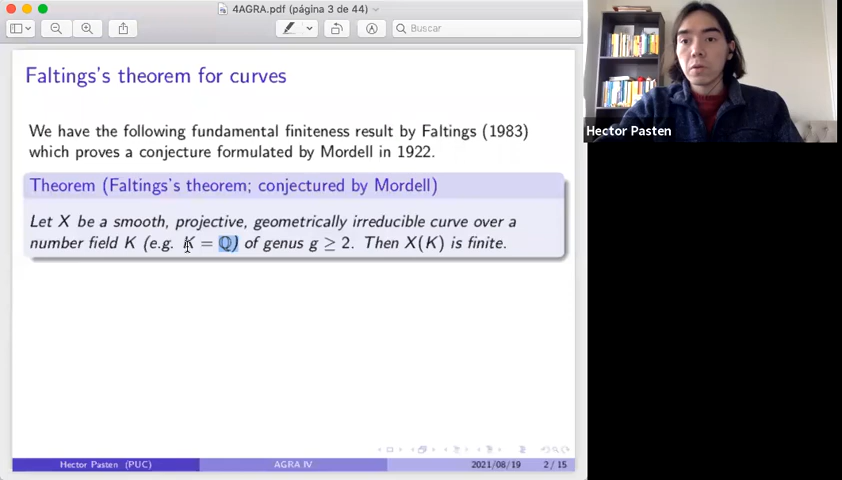 4AGRA.pdf (página 3 de 44)
Buscar
Faltings's theorem for curves
We have the following fundamental finiteness result by Faltings (1983)
which proves a conjecture formulated by Mordell in 1922.
Theorem (Faltings's theorem; conjectured by Mordell)
Let X be a smooth, projective, geometrically irreducible curve over a
number field K (e.g. K = ℚ) of genus g ≥ 2. Then X(K) is finite.
Hector Pasten (PUC)
AGRA IV
2021/08/19
2 / 15
Hector Pasten